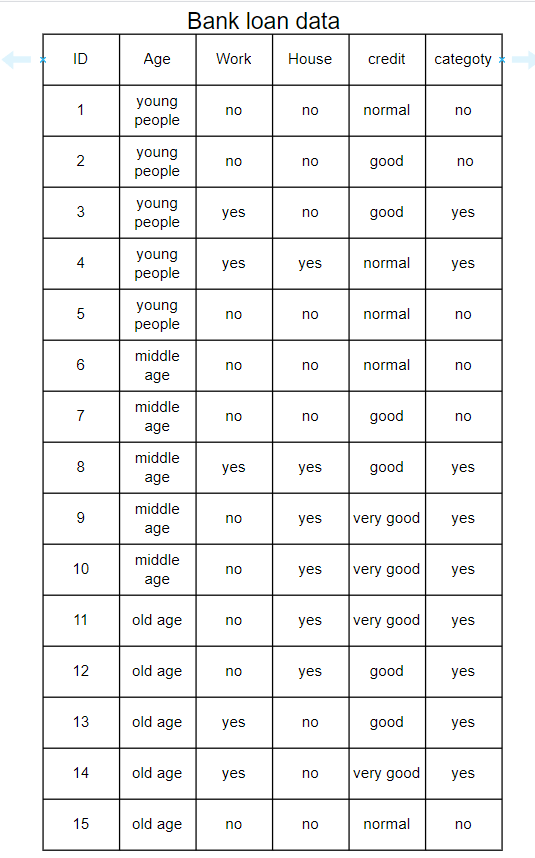 Bank loan data
ID Age Work House credit categoty
1 young people no no normal no
2 young people no no good no
3 young people yes no good yes
4 young people yes yes normal yes
5 young people no no normal no
6 middle age no no normal no
7 middle age no no good no
8 middle age yes yes good yes
9 middle age no yes very good yes
10 middle age no yes very good yes
11 old age no yes very good yes
12 old age no yes good yes
13 old age yes no good yes
14 old age yes no very good yes
15 old age no no normal no